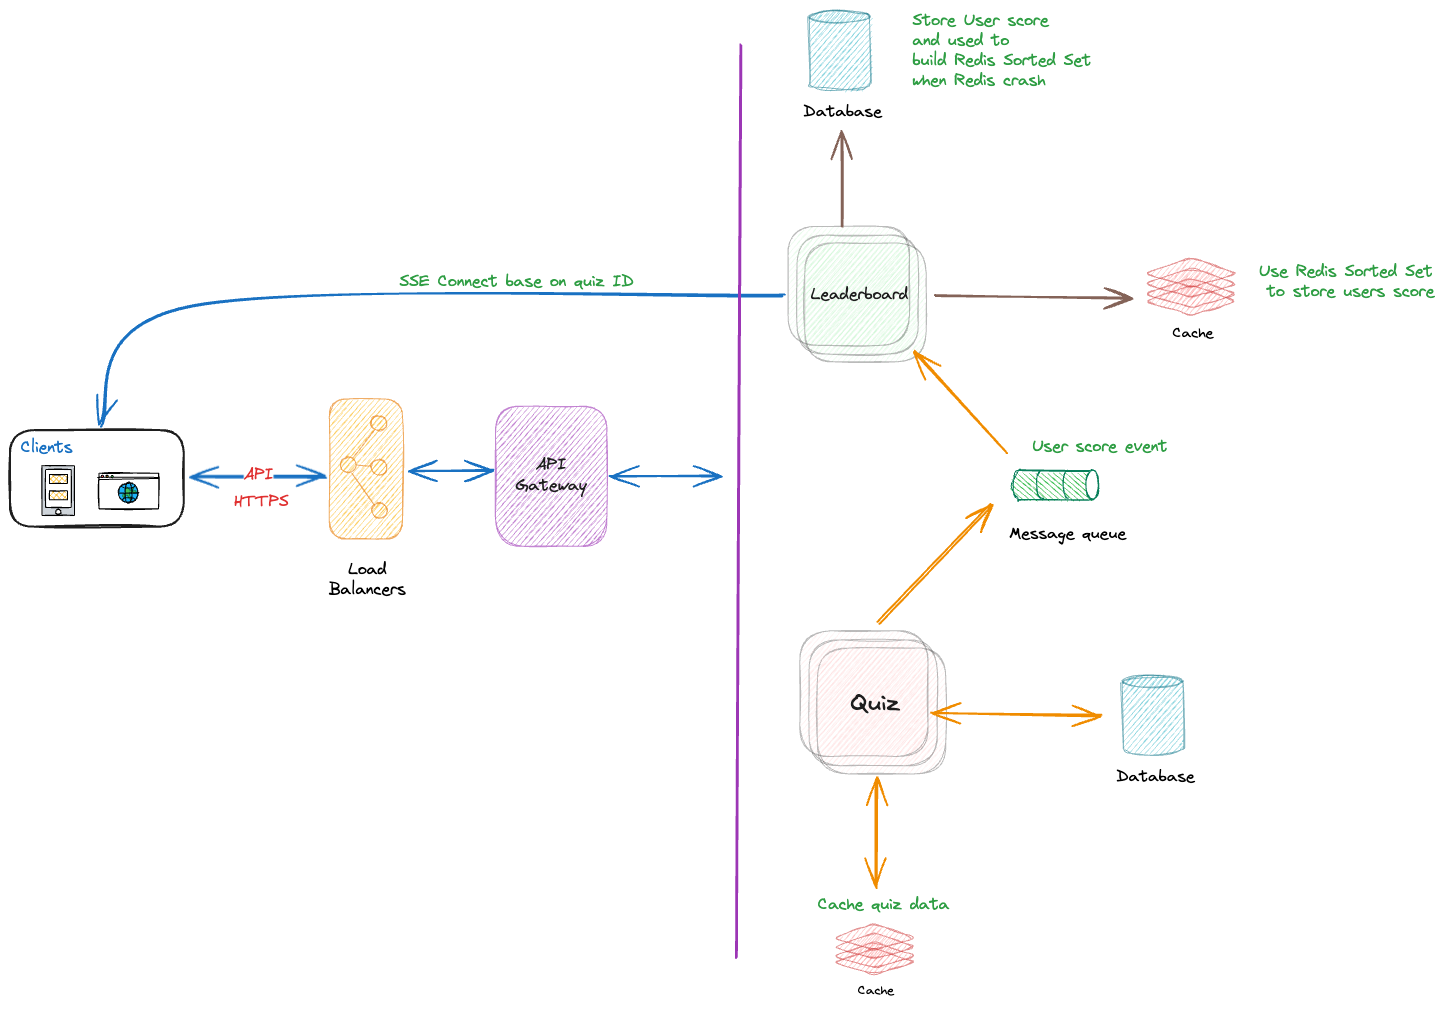 Store User score
and used to
build Redis Sorted Set
when Redis crash
Database
SSE Connect base on quiz ID
Leaderboard
Use Redis Sorted Set
to store users score
Cache
Clients
API
HTTPS
API
Gateway
Load
Balancers
User score event
Message queue
Quiz
Database
Cache quiz data
Cache